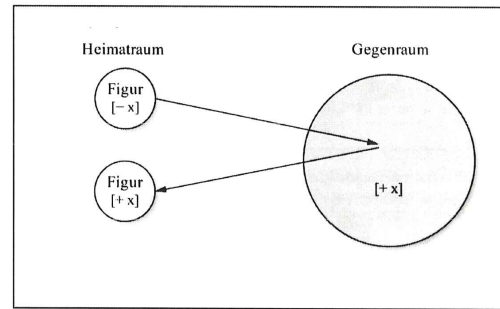 Heimatraum
Gegenraum
Figur
[– x]
Figur
[+ x]
[+ x]